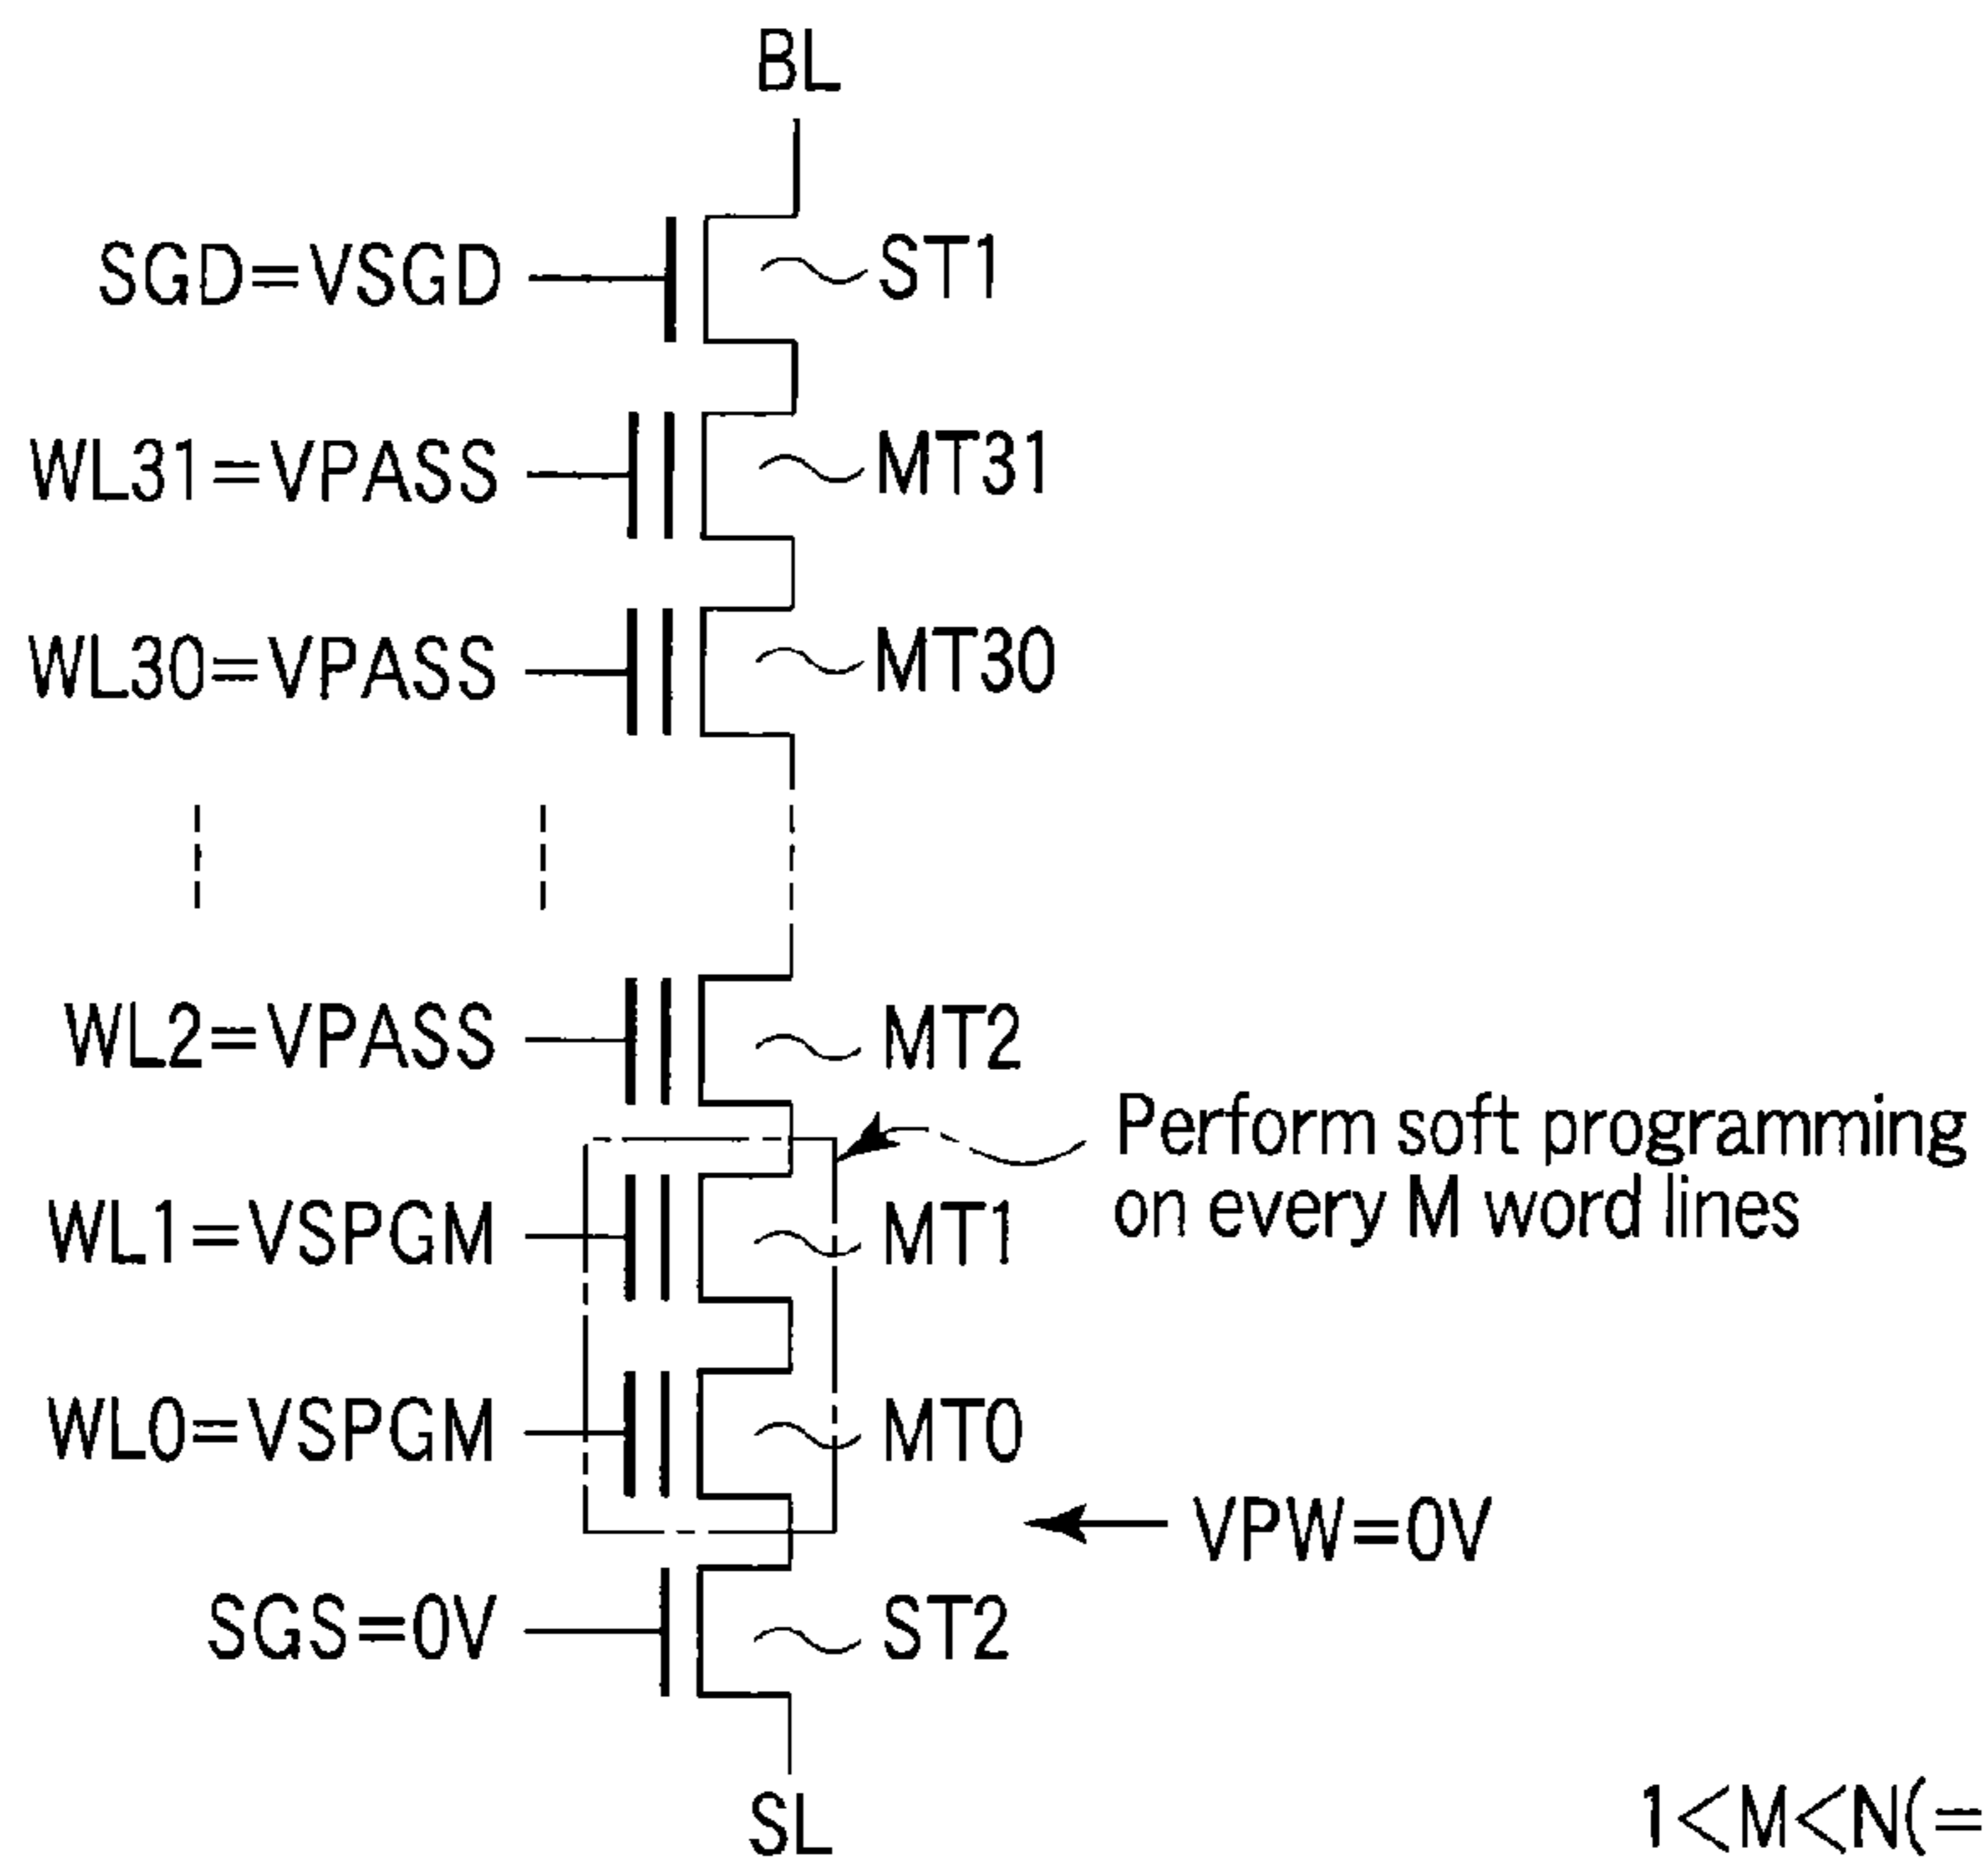 BL
SGD=VSGD
ST1
WL31=VPASS
MT31
WL30=VPASS
MT30
WL2=VPASS
MT2
Perform soft programming
on every M word lines
WL1=VSPGM
MT1
WL0=VSPGM
MT0
VPW=0V
SGS=0V
ST2
SL
1<M<N(=